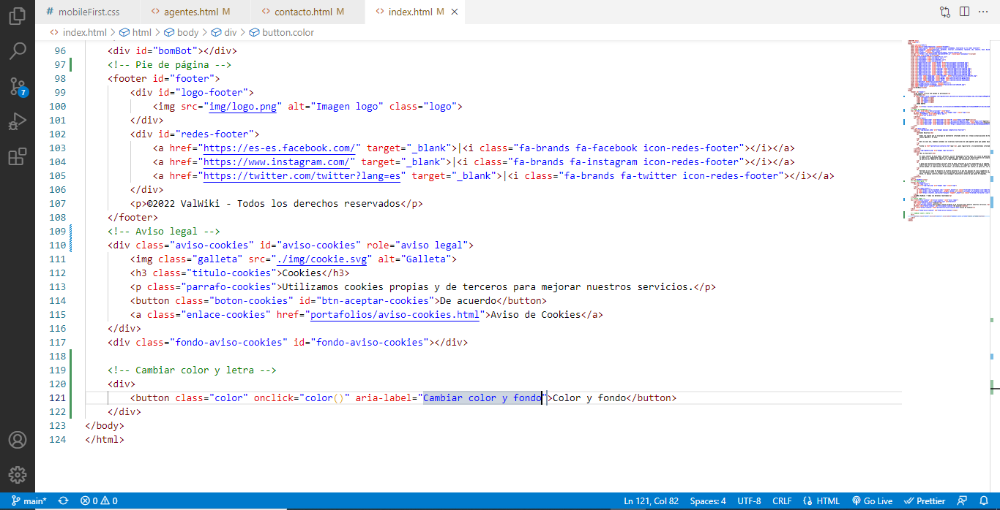 # mobileFirst.css <> agentes.html M <> contacto.html M <> index.html M ×
<> index.html > html > body > div > button.color
96 <div id="bomBot"></div>
97 <!-- Pie de página -->
98 <footer id="footer">
99 <div id="logo-footer">
100 <img src="img/logo.png" alt="Imagen logo" class="logo">
101 </div>
102 <div id="redes-footer">
103 <a href="https://es-es.facebook.com/" target="_blank">|<i class="fa-brands fa-facebook icon-redes-footer"></i></a>
104 <a href="https://www.instagram.com/" target="_blank">|<i class="fa-brands fa-instagram icon-redes-footer"></i></a>
105 <a href="https://twitter.com/twitter?lang=es" target="_blank">|<i class="fa-brands fa-twitter icon-redes-footer"></i></a>
106 </div>
107 <p>©2022 ValWiki - Todos los derechos reservados</p>
108 </footer>
109 <!-- Aviso legal -->
110 <div class="aviso-cookies" id="aviso-cookies" role="aviso legal">
111 <img class="galleta" src="./img/cookie.svg" alt="Galleta">
112 <h3 class="titulo-cookies">Cookies</h3>
113 <p class="parrafo-cookies">Utilizamos cookies propias y de terceros para mejorar nuestros servicios.</p>
114 <button class="boton-cookies" id="btn-aceptar-cookies">De acuerdo</button>
115 <a class="enlace-cookies" href="portafolios/aviso-cookies.html">Aviso de Cookies</a>
116 </div>
117 <div class="fondo-aviso-cookies" id="fondo-aviso-cookies"></div>
118
119 <!-- Cambiar color y letra -->
120 <div>
121 <button class="color" onclick="color()" aria-label="Cambiar color y fondo">Color y fondo</button>
122 </div>
123 </body>
124 </html>
7
main* 0 0 Ln 121, Col 82 Spaces: 4 UTF-8 CRLF HTML Go Live Prettier